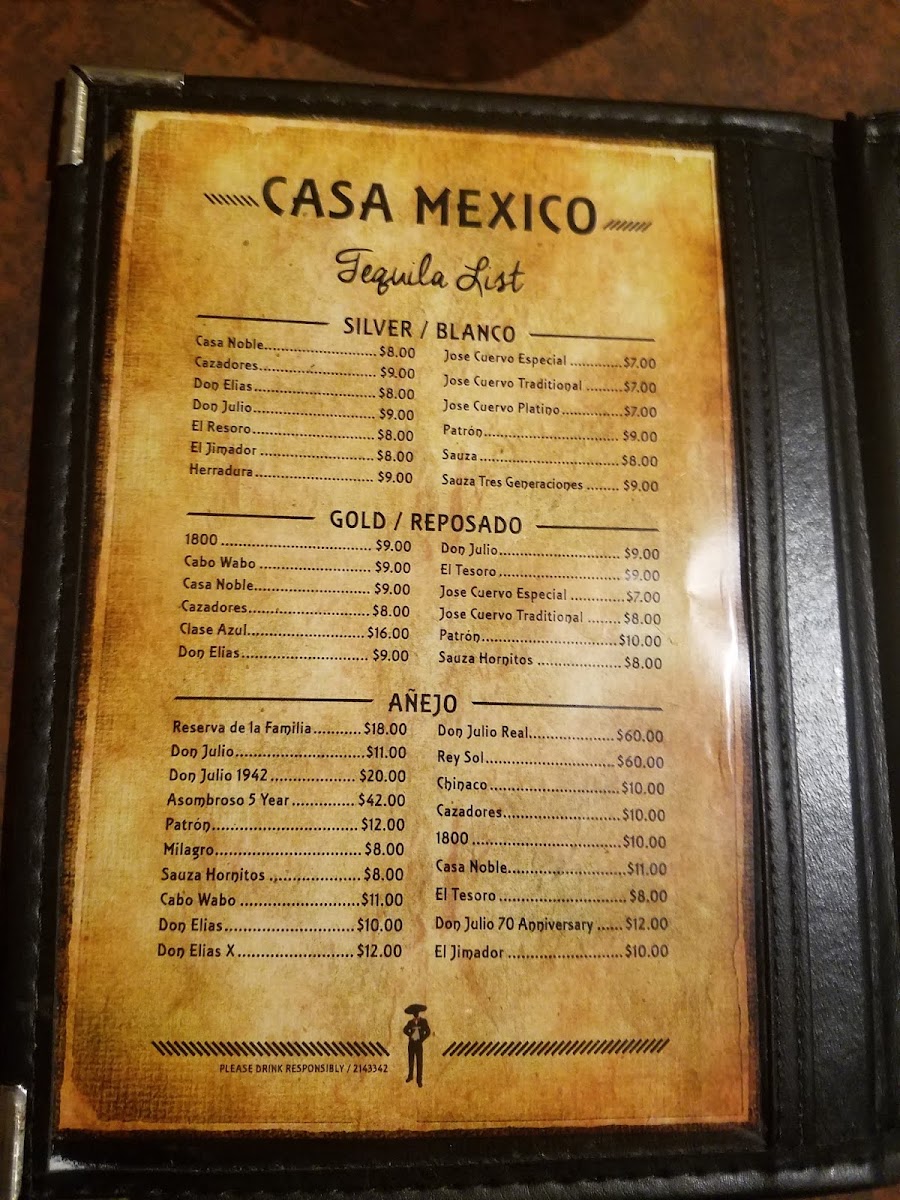 CASA MEXICO
Tequila List
SILVER / BLANCO
Casa Noble............................ $8.00
Cazadores.............................. $9.00
Don Elias............................... $8.00
Don Julio............................... $9.00
El Resoro............................... $8.00
El Jimador ............................ $8.00
Herradura.............................. $9.00
Jose Cuervo Especial .............$7.00
Jose Cuervo Traditional .........$7.00
Jose Cuervo Platino...............$7.00
Patrón.................................. $9.00
Sauza................................... $8.00
Sauza Tres Generaciones ........ $9.00
GOLD / REPOSADO
1800 ..................................... $9.00
Cabo Wabo ............................ $9.00
Casa Noble............................. $9.00
Cazadores.............................. $8.00
Clase Azul............................. $16.00
Don Elias............................... $9.00
Don Julio.............................. $9.00
El Tesoro .............................. $9.00
Jose Cuervo Especial ............. $7.00
Jose Cuervo Traditional ........ $8.00
Patrón.................................. $10.00
Sauza Hornitos ..................... $8.00
AÑEJO
Reserva de la Familia........... $18.00
Don Julio............................... $11.00
Don Julio 1942 .................... $20.00
Asombroso 5 Year ............... $42.00
Patrón................................... $12.00
Milagro.................................. $8.00
Sauza Hornitos ...................... $8.00
Cabo Wabo ............................$11.00
Don Elias............................... $10.00
Don Elias X ........................... $12.00
Don Julio Real.................... $60.00
Rey Sol............................... $60.00
Chinaco............................... $10.00
Cazadores............................ $10.00
1800 .................................... $10.00
Casa Noble........................... $11.00
El Tesoro .............................. $8.00
Don Julio 70 Anniversary ...... $12.00
El Jimador ........................... $10.00
PLEASE DRINK RESPONSIBLY / 2143342